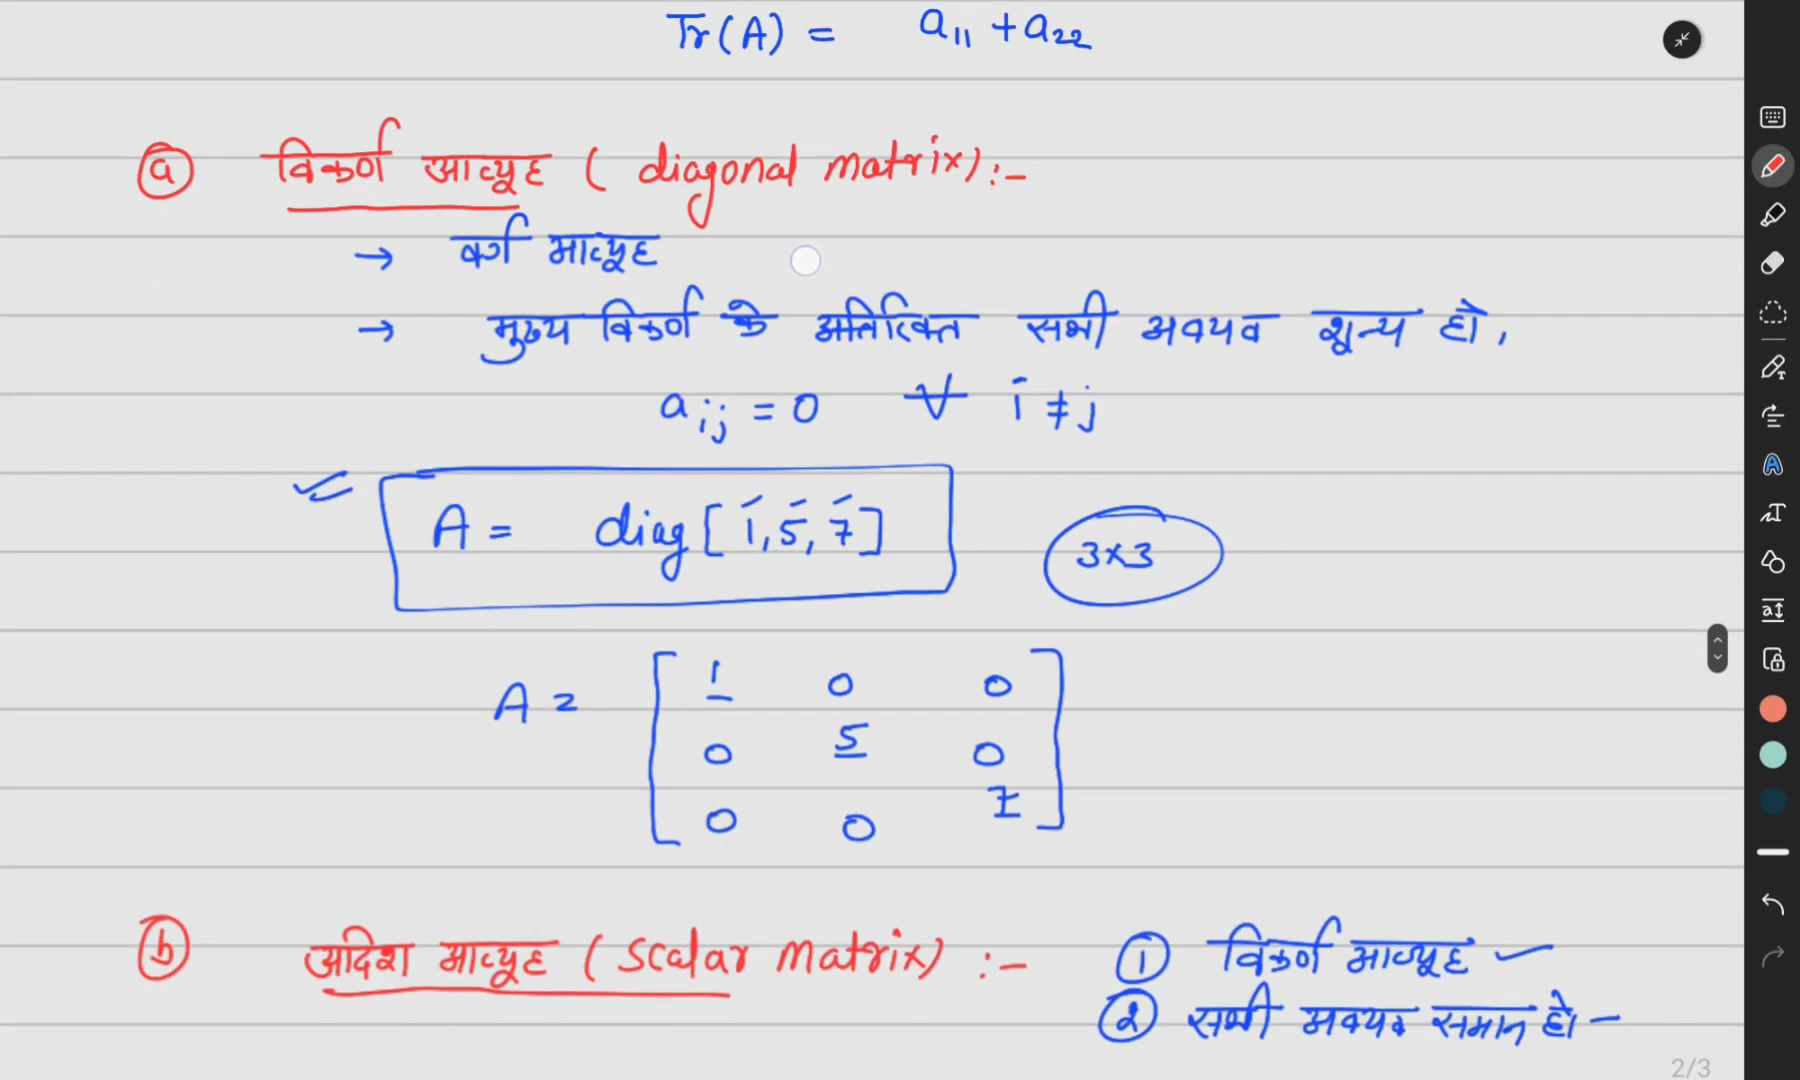 Tr(A) = a₁₁ + a₂₂
ⓐ विकर्ण आव्यूह ( diagonal matrix) :-
→ वर्ग आव्यूह
→ मुख्य विकर्ण के अतिरिक्त सभी अवयव शून्य हो,
aᵢⱼ = 0 ∀ i ≠ j
A = diag [1, 5, 7] 3×3
A = [ 1 0 0
0 5 0
0 0 7 ]
ⓑ अदिश आव्यूह ( Scalar Matrix) :- ① विकर्ण आव्यूह
② सभी अवयव समान हो -
2/3